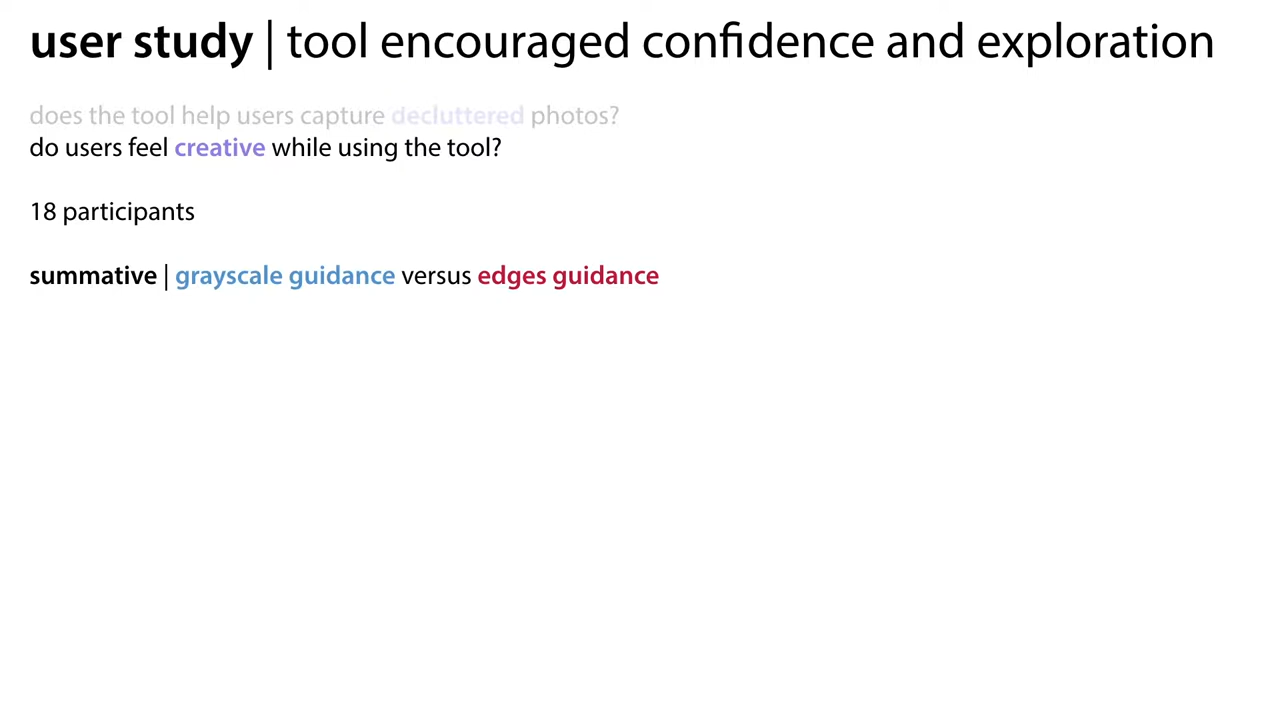 user study | tool encouraged confidence and exploration
does the tool help users capture decluttered photos?
do users feel creative while using the tool?
18 participants
summative | grayscale guidance versus edges guidance